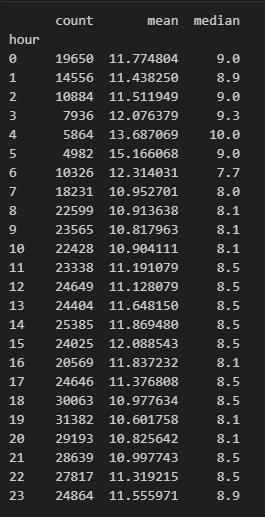 count mean median
hour
0 19650 11.774804 9.0
1 14556 11.438250 8.9
2 10884 11.511949 9.0
3 7936 12.076379 9.3
4 5864 13.687069 10.0
5 4982 15.166068 9.0
6 10326 12.314031 7.7
7 18231 10.952701 8.0
8 22599 10.913638 8.1
9 23565 10.817963 8.1
10 22428 10.904111 8.1
11 23338 11.191079 8.5
12 24649 11.128079 8.5
13 24404 11.648150 8.5
14 25385 11.869480 8.5
15 24025 12.088543 8.5
16 20569 11.837232 8.1
17 24646 11.376808 8.5
18 30063 10.977634 8.5
19 31382 10.601758 8.1
20 29193 10.825642 8.1
21 28639 10.997743 8.5
22 27817 11.319215 8.5
23 24864 11.555971 8.9